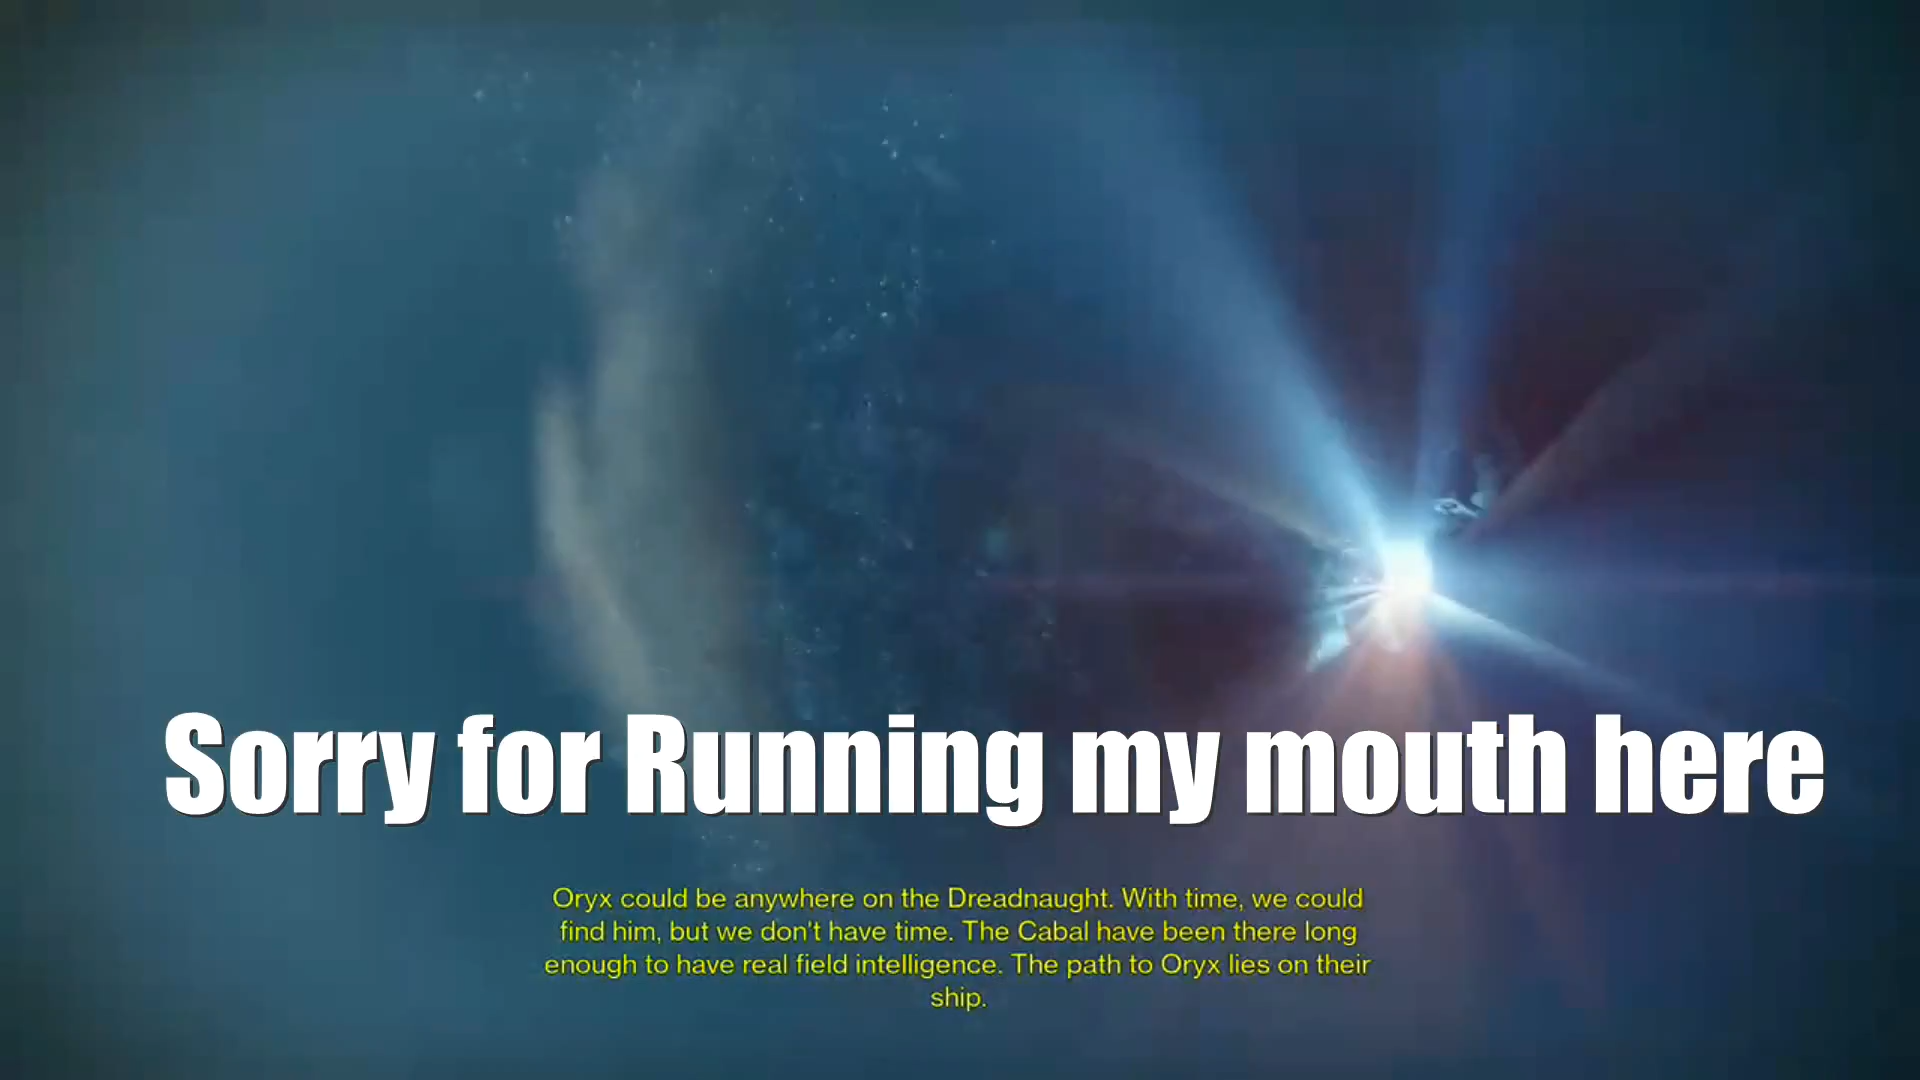 Sorry for Running my mouth here
Oryx could be anywhere on the Dreadnaught. With time, we could
find him, but we don't have time. The Cabal have been there long
enough to have real field intelligence. The path to Oryx lies on their
ship.